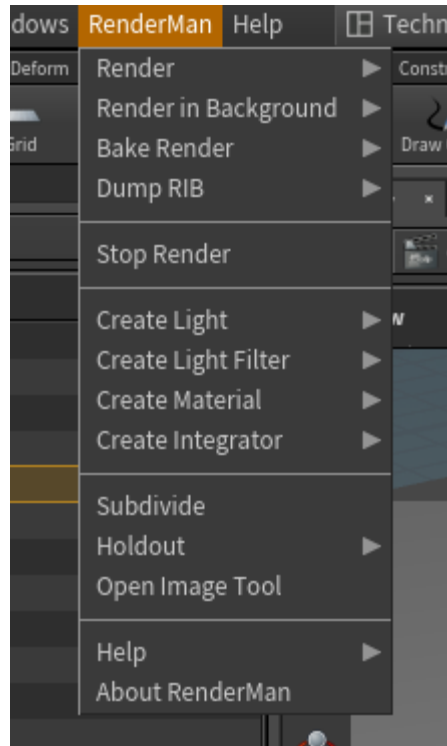 dows RenderMan Help Techn
Deform Render Constr
Render in Background
Grid Bake Render Draw
Dump RIB
Stop Render
Create Light
Create Light Filter
Create Material
Create Integrator
Subdivide
Holdout
Open Image Tool
Help
About RenderMan